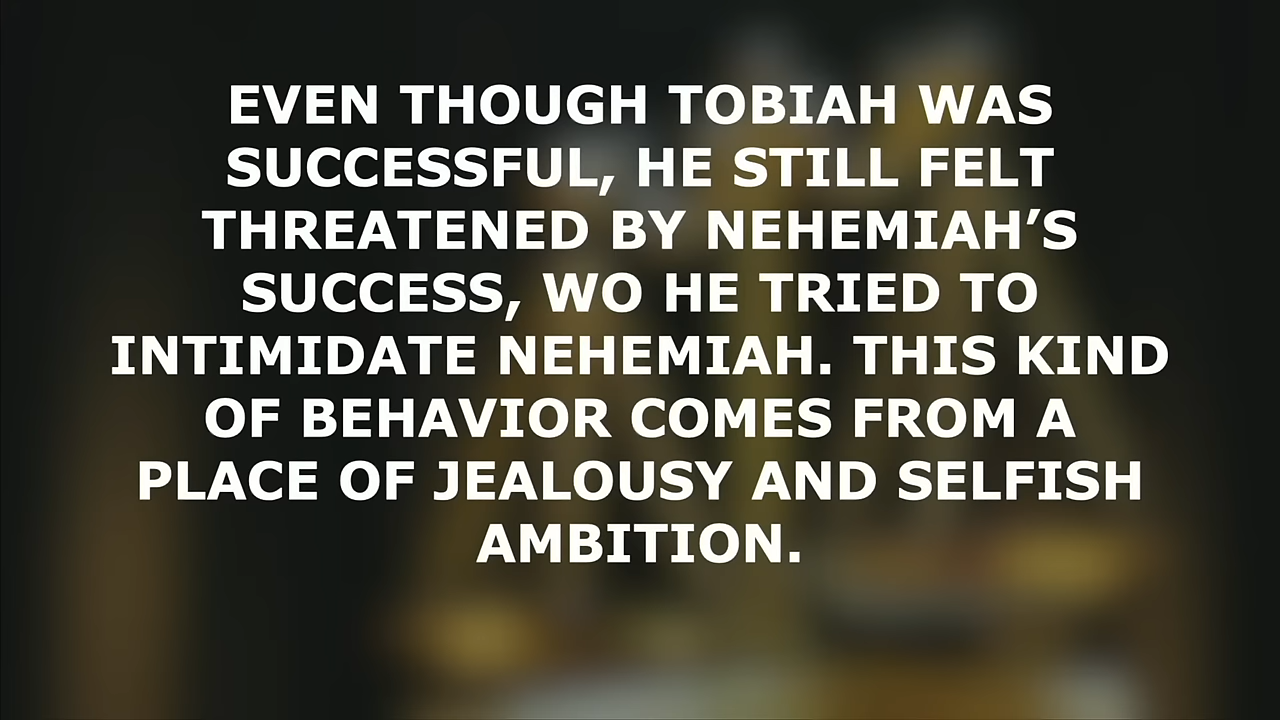 EVEN THOUGH TOBIAH WAS
SUCCESSFUL, HE STILL FELT
THREATENED BY NEHEMIAH’S
SUCCESS, WO HE TRIED TO
INTIMIDATE NEHEMIAH. THIS KIND
OF BEHAVIOR COMES FROM A
PLACE OF JEALOUSY AND SELFISH
AMBITION.